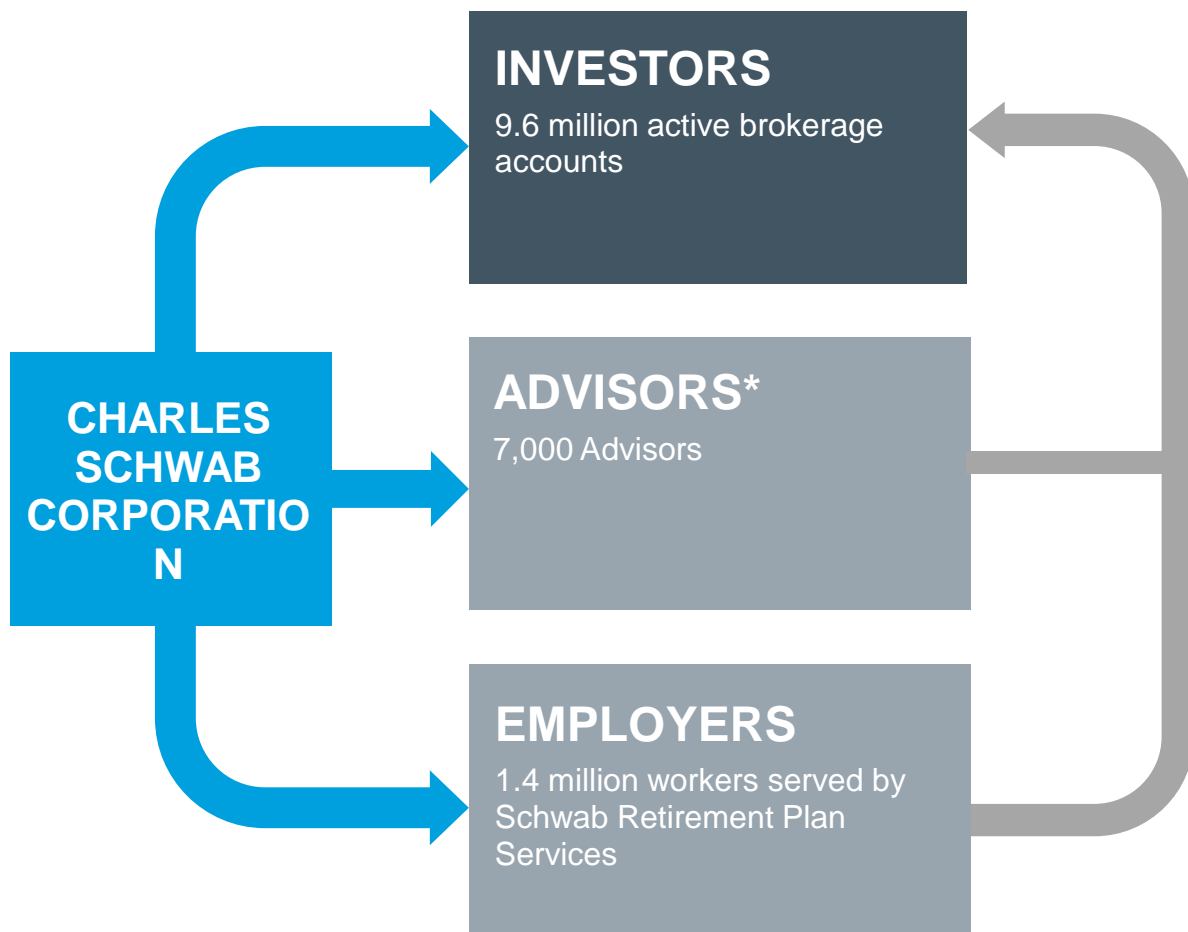 INVESTORS
9.6 million active brokerage
accounts
CHARLES
SCHWAB
CORPORATIO
N
ADVISORS*
7,000 Advisors
EMPLOYERS
1.4 million workers served by
Schwab Retirement Plan
Services